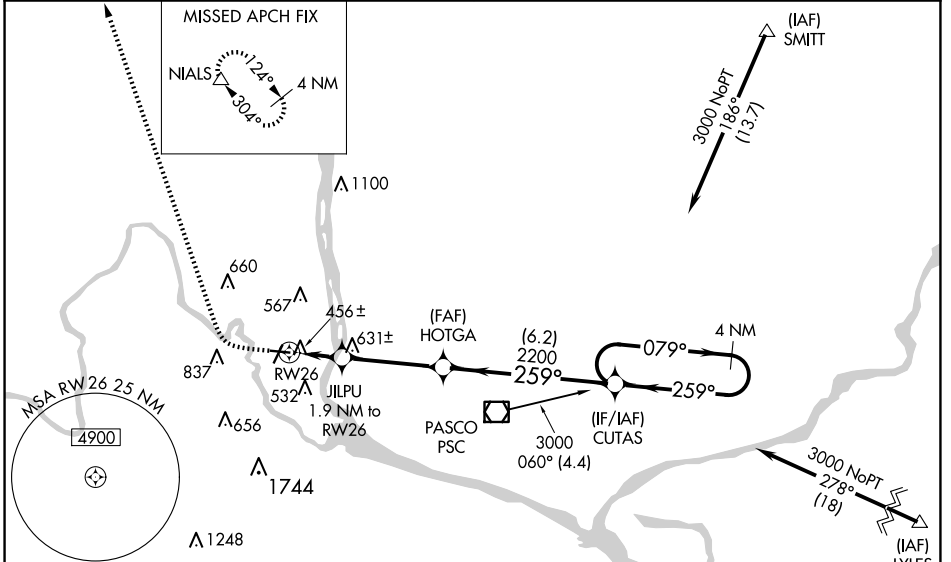 MISSED APCH FIX
NIALS
124°
304°
4 NM
(IAF)
SMITT
3000 NoPT
186°
(13.7)
1100
660
567
456±
631±
(FAF)
HOTGA
(6.2)
2200
259°
4 NM
079°
259°
837
RW26
532
JILPU
1.9 NM to
RW26
656
PASCO
PSC
3000
060° (4.4)
(IF/IAF)
CUTAS
MSA RW26 25 NM
4900
1744
1248
3000 NoPT
278°
(18)
(IAF)